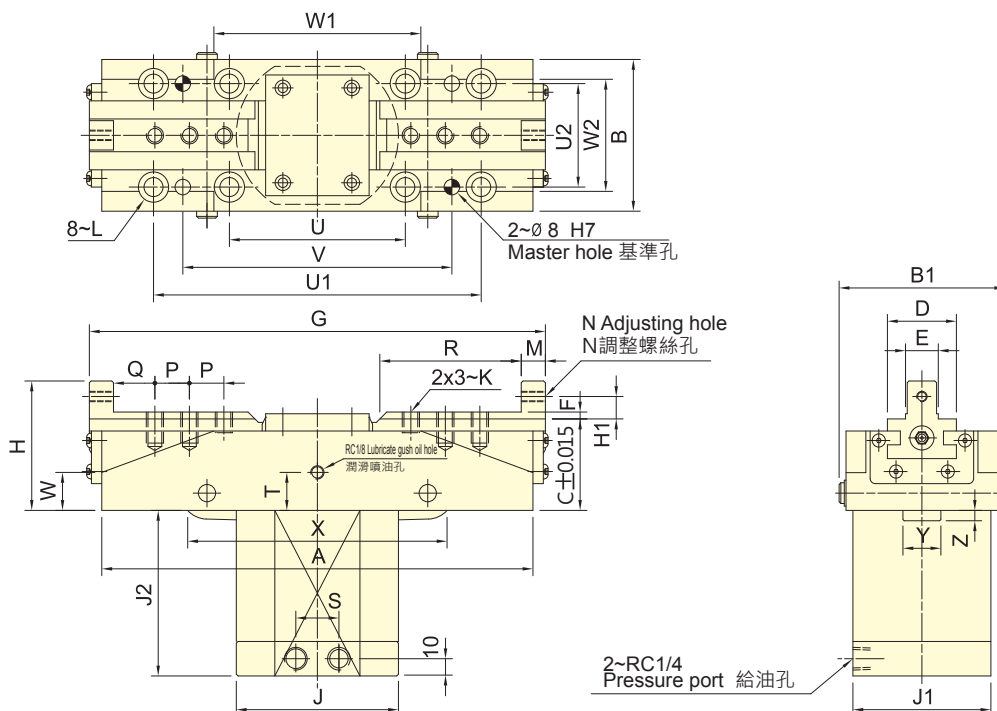 W1
U2
W2
B
8~L
U
V
U1
2~Ø 8 H7
Master hole 基準孔
G
B1
D
E
N Adjusting hole
N調整螺絲孔
Q
P
P
R
M
2x3~K
F
H
H1
C±0.015
RC1/8 Lubricate gush oil hole
潤滑噴油孔
W
T
X
A
Y
Z
J2
S
10
J
2~RC1/4
Pressure port 給油孔
J1